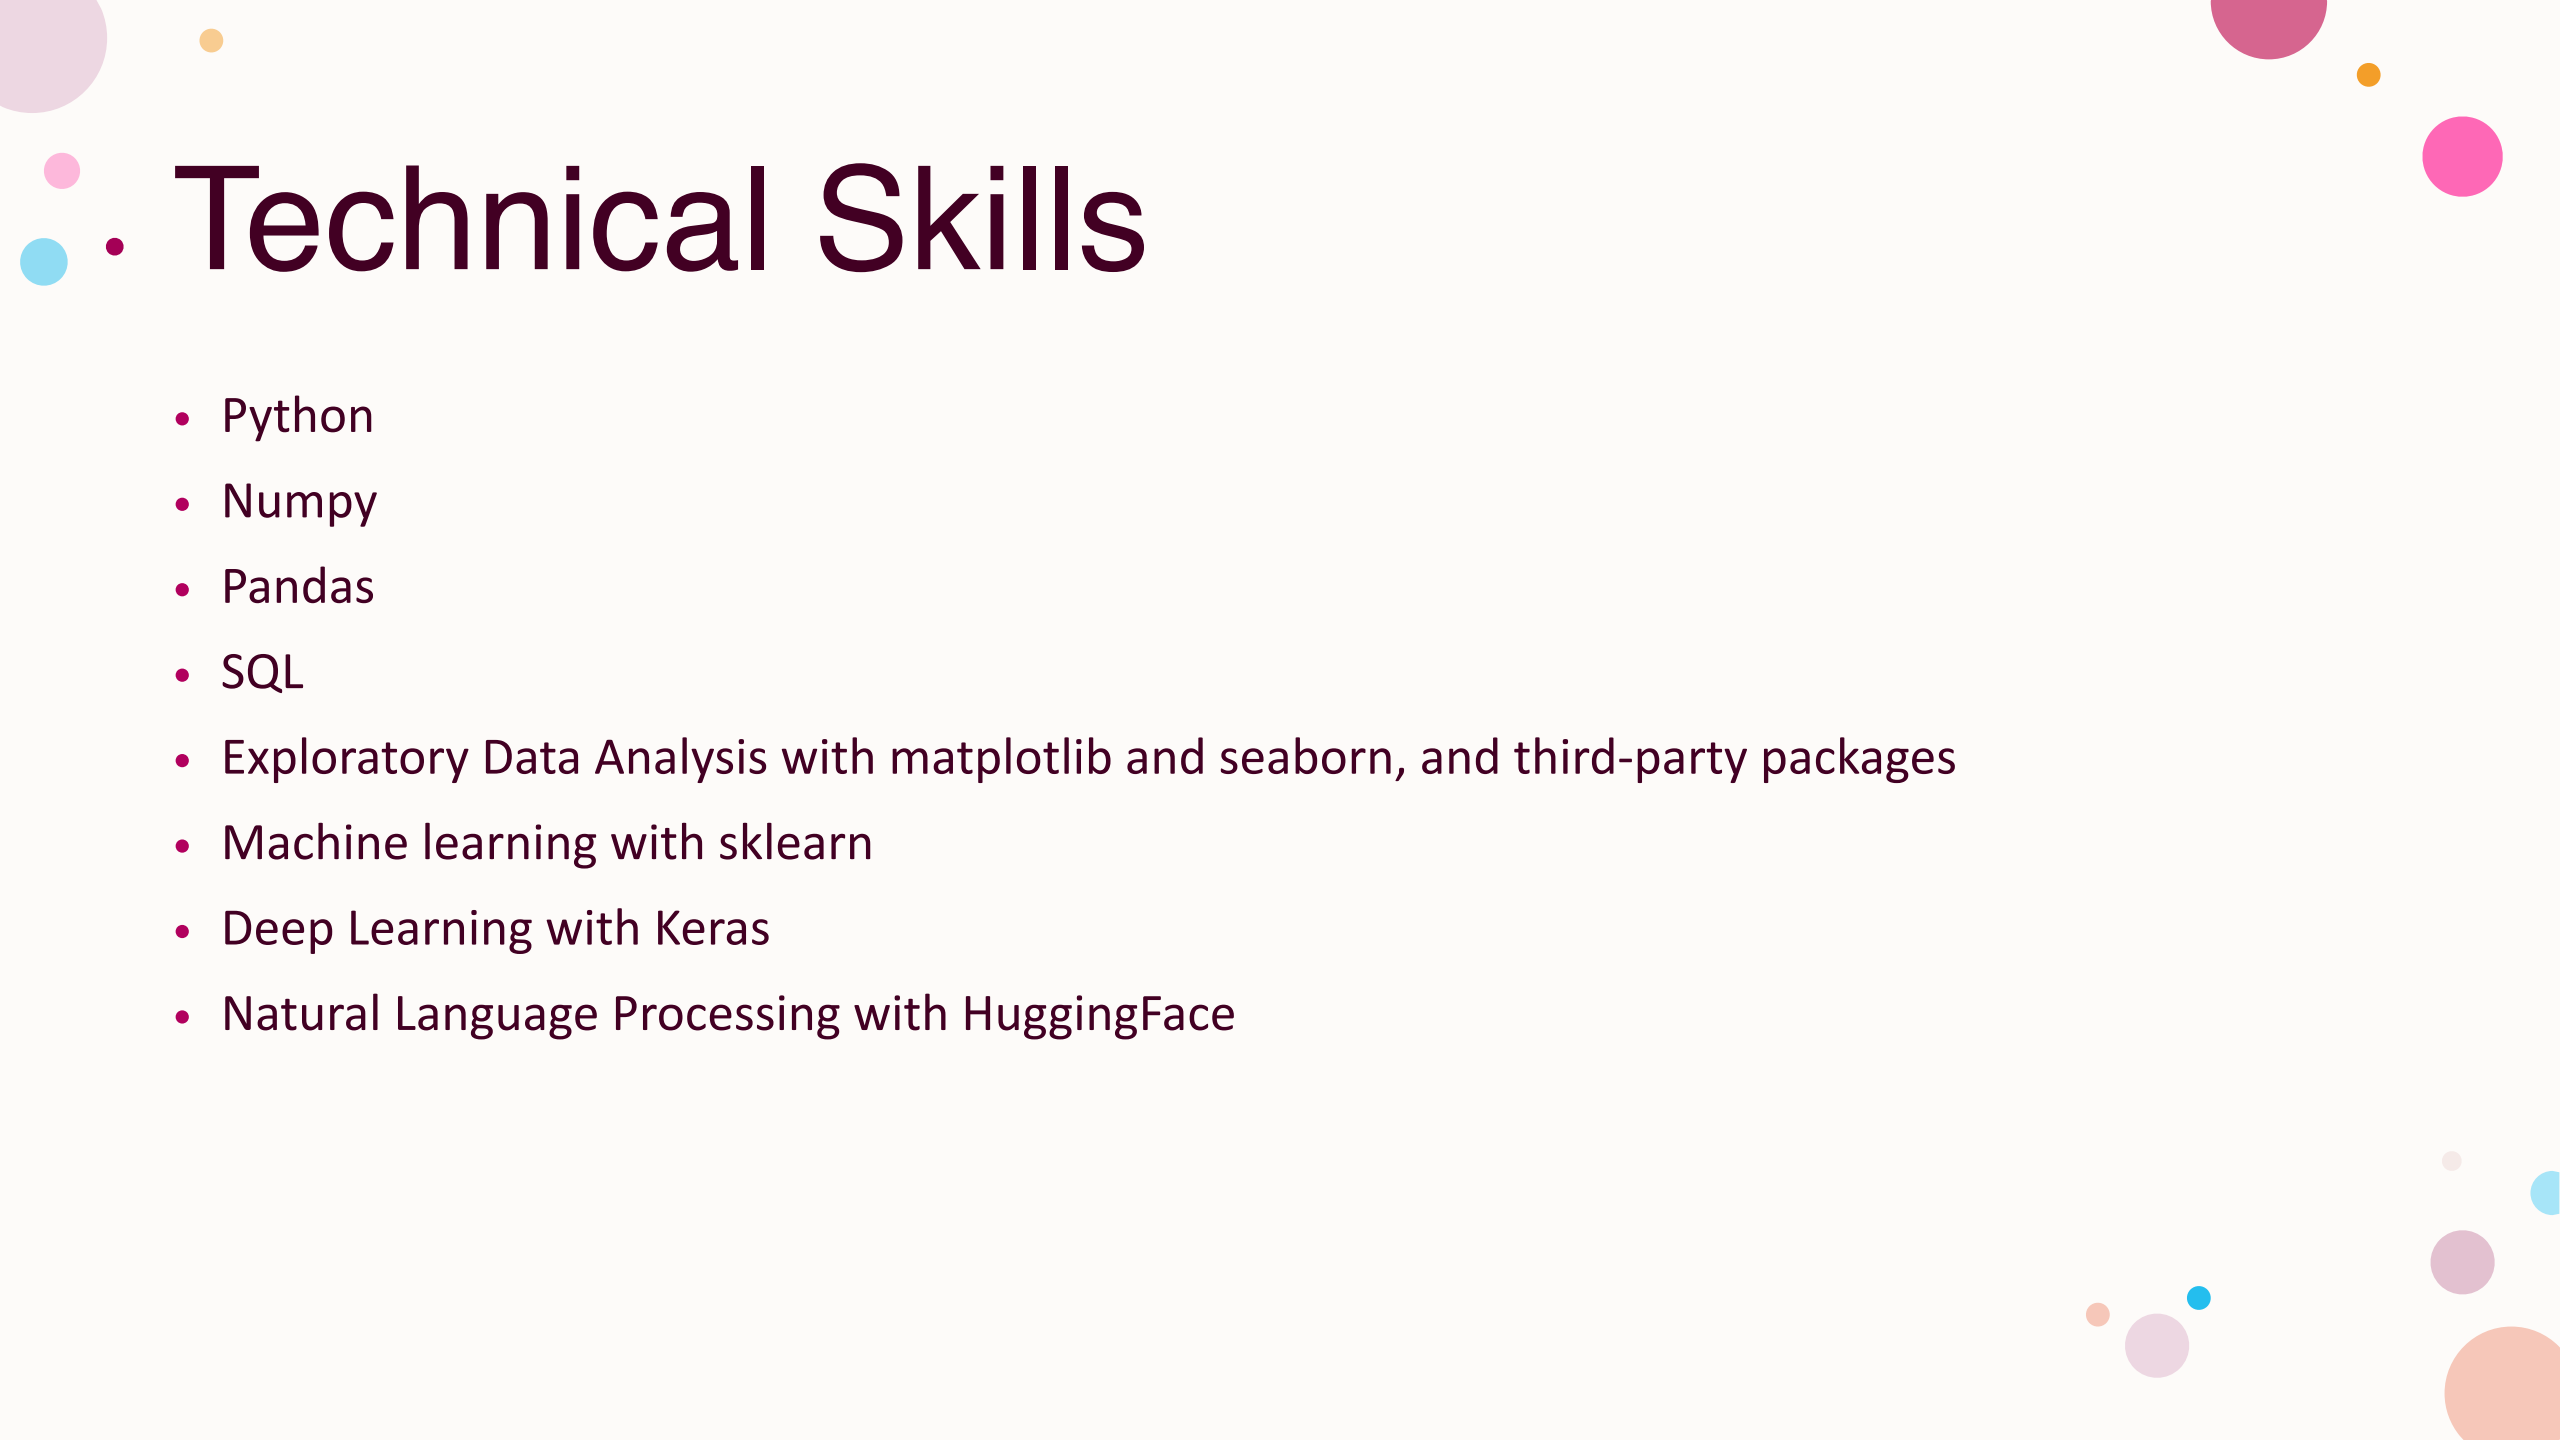 Technical Skills
• Python
• Numpy
• Pandas
• SQL
• Exploratory Data Analysis with matplotlib and seaborn, and third-party packages
• Machine learning with sklearn
• Deep Learning with Keras
• Natural Language Processing with HuggingFace